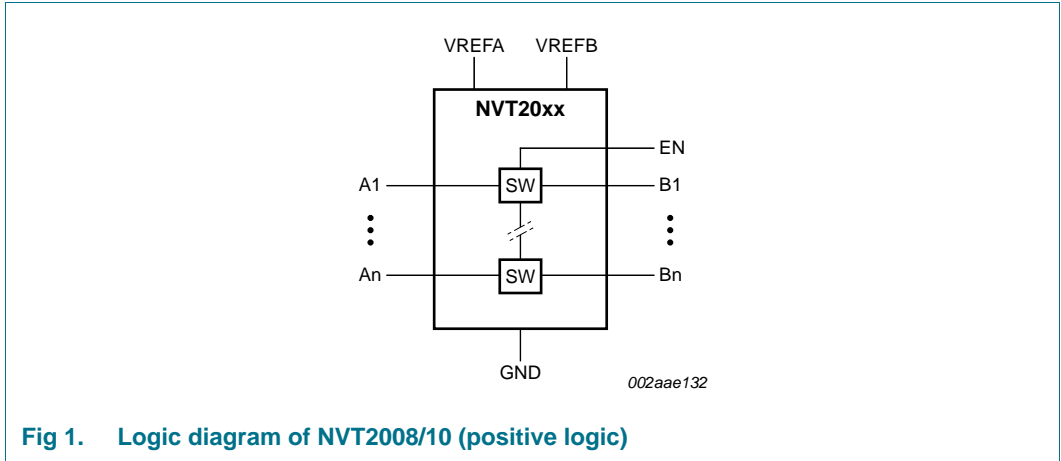 VREFA VREFB
NVT20xx
EN
A1 SW B1
An SW Bn
GND
002aae132
Fig 1. Logic diagram of NVT2008/10 (positive logic)